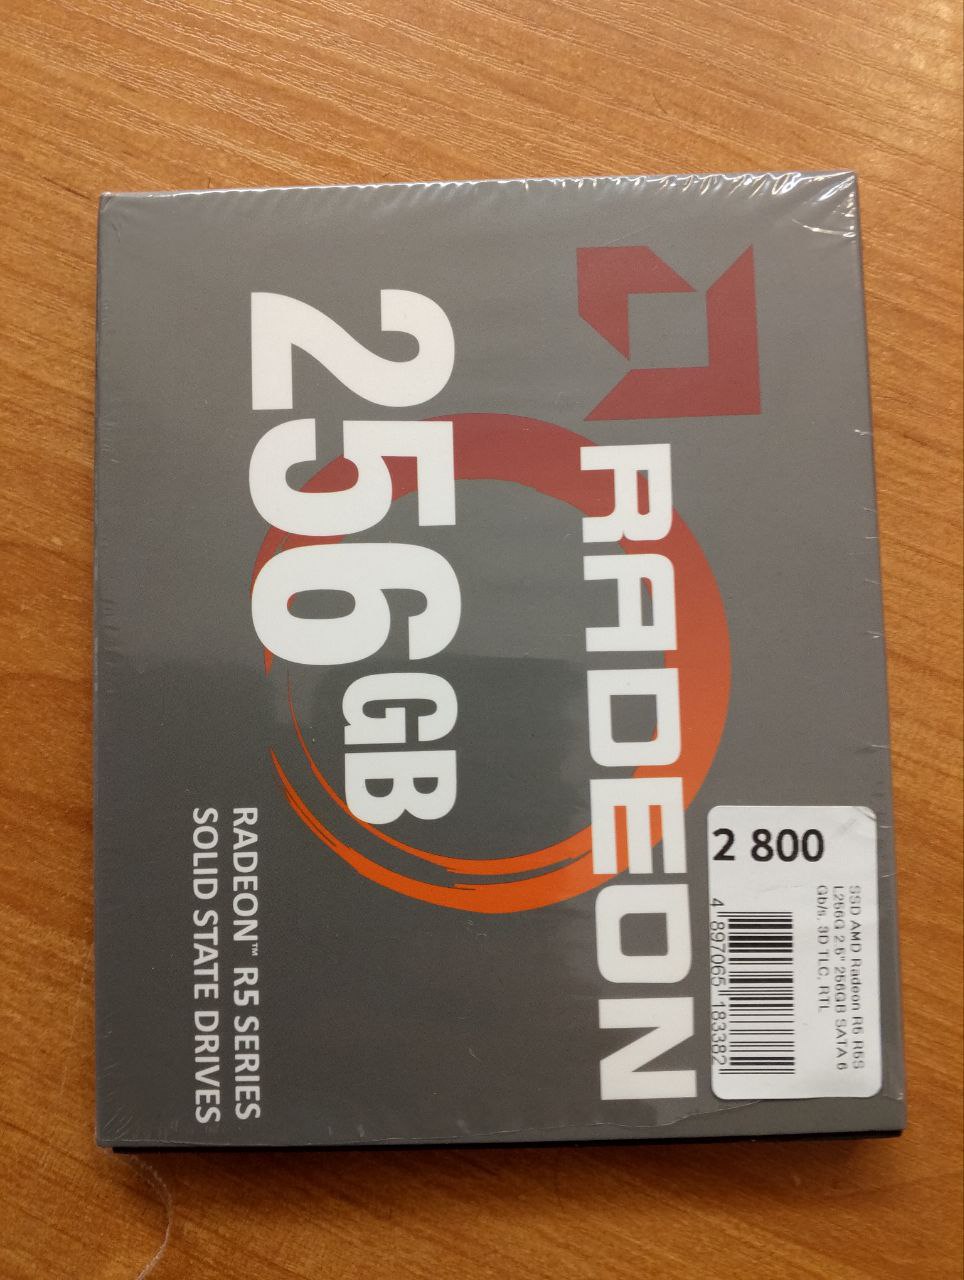 RADEON
256GB
RADEON™ R5 SERIES
SOLID STATE DRIVES
2 800
SSD AMD Radeon R5 R5S
L256G 2.5" 256GB SATA 6
Gb/s, 3D TLC, RTL
4 897065 183382